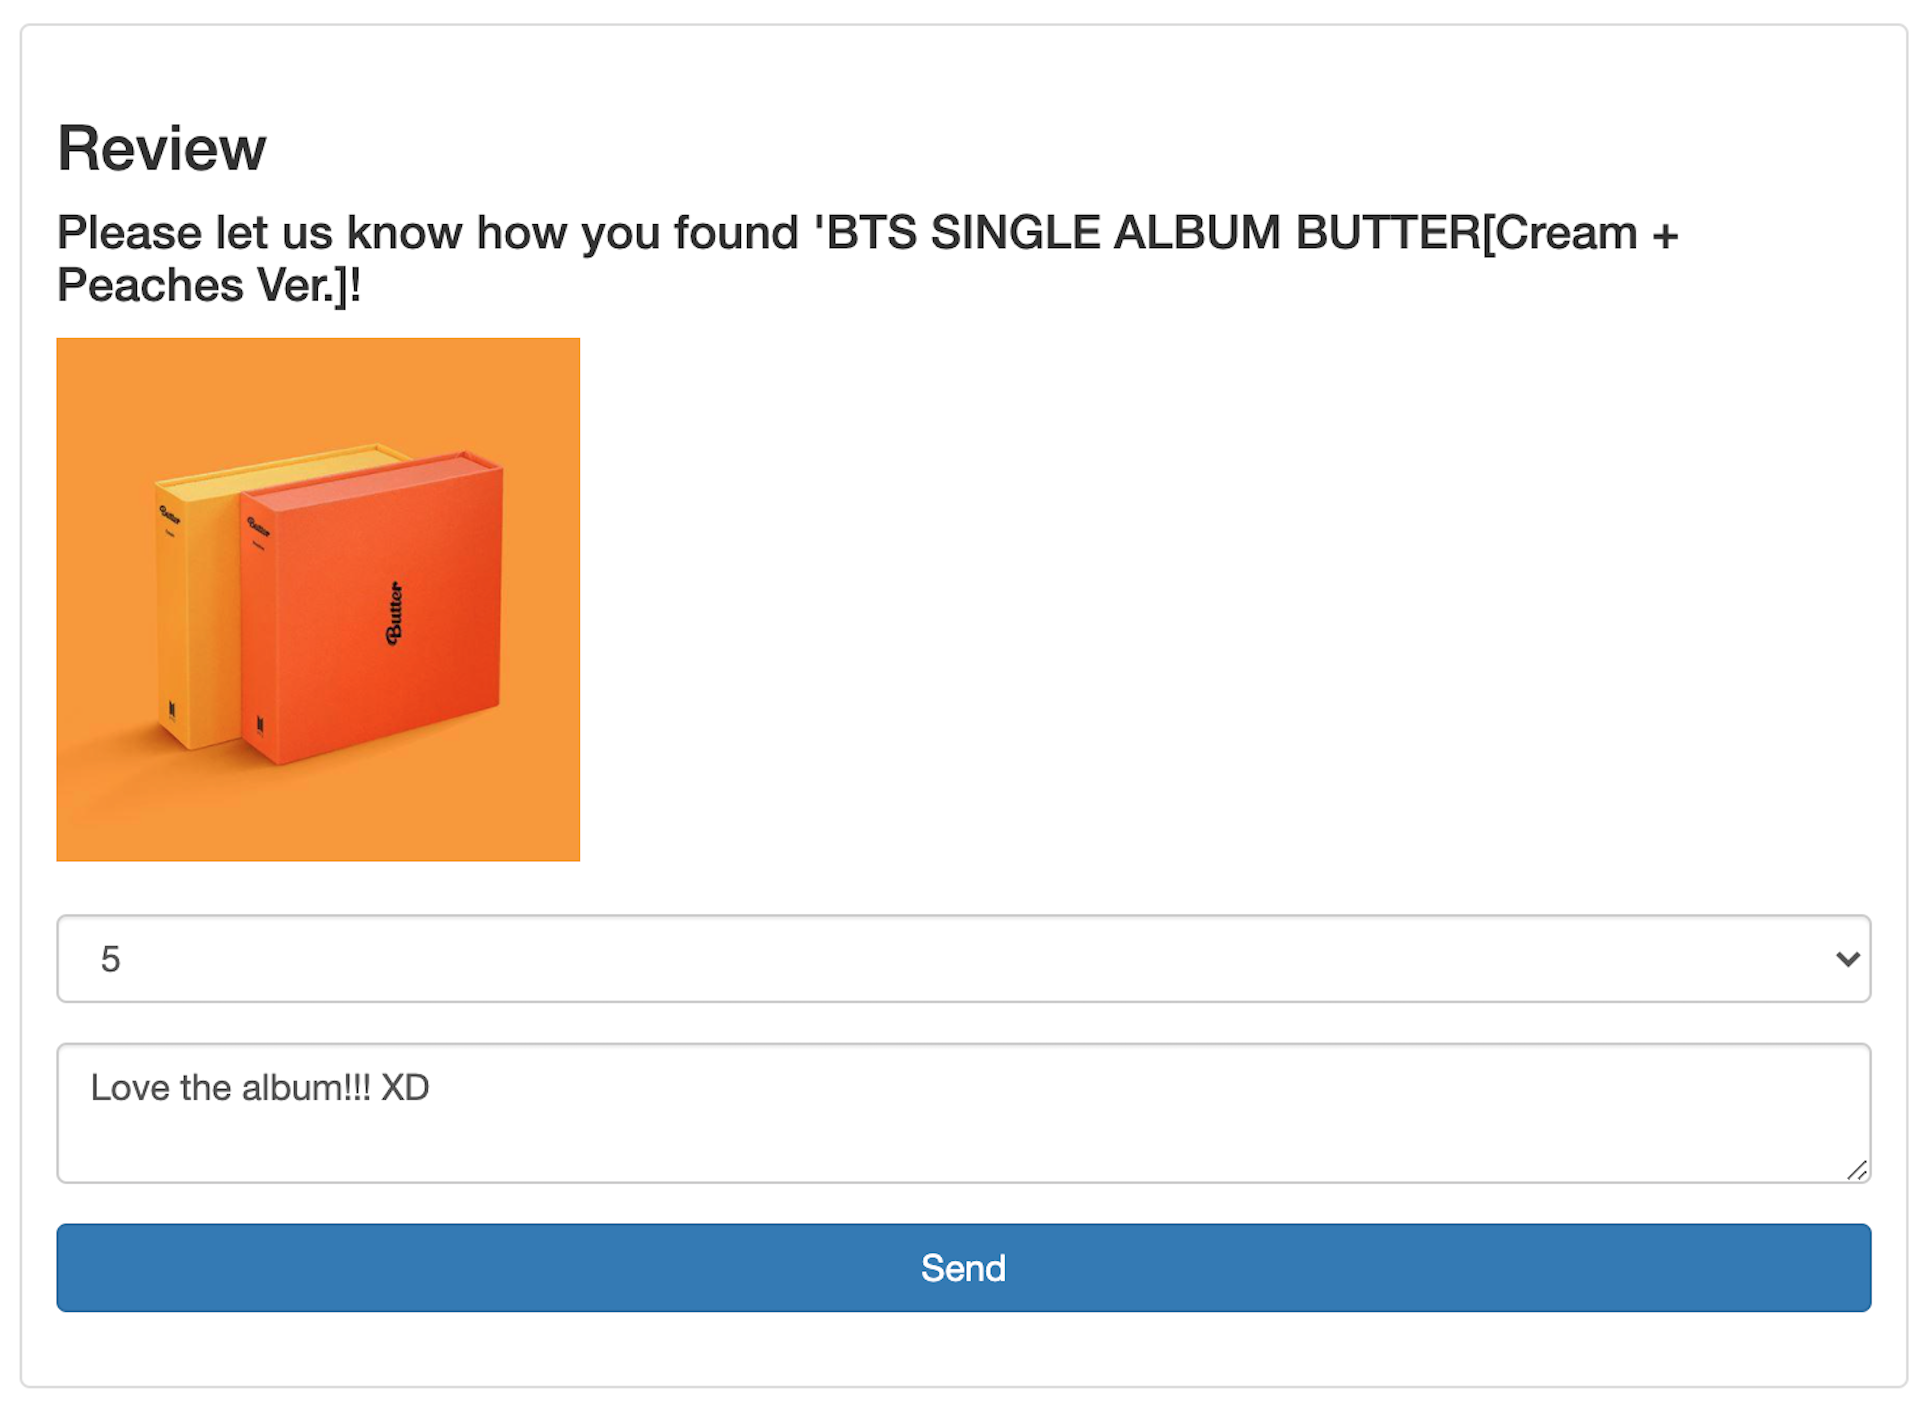 Review
Please let us know how you found 'BTS SINGLE ALBUM BUTTER[Cream +
Peaches Ver.]!
Butter
Butter
Butter
5
Love the album!!! XD
Send